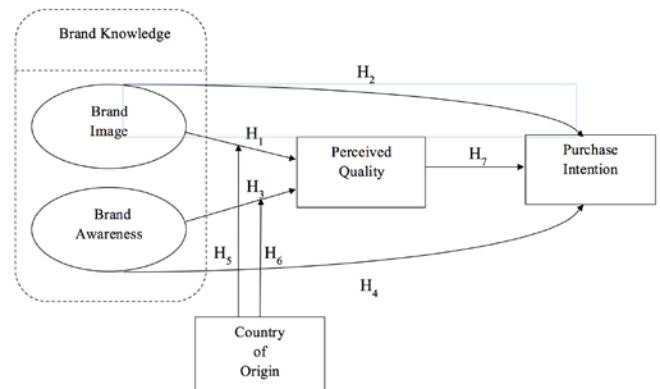 Brand Knowledge
H2
Brand
Image
H1
Perceived
Quality
H7
Purchase
Intention
H3
Brand
Awareness
H5
H6
H4
Country
of
Origin